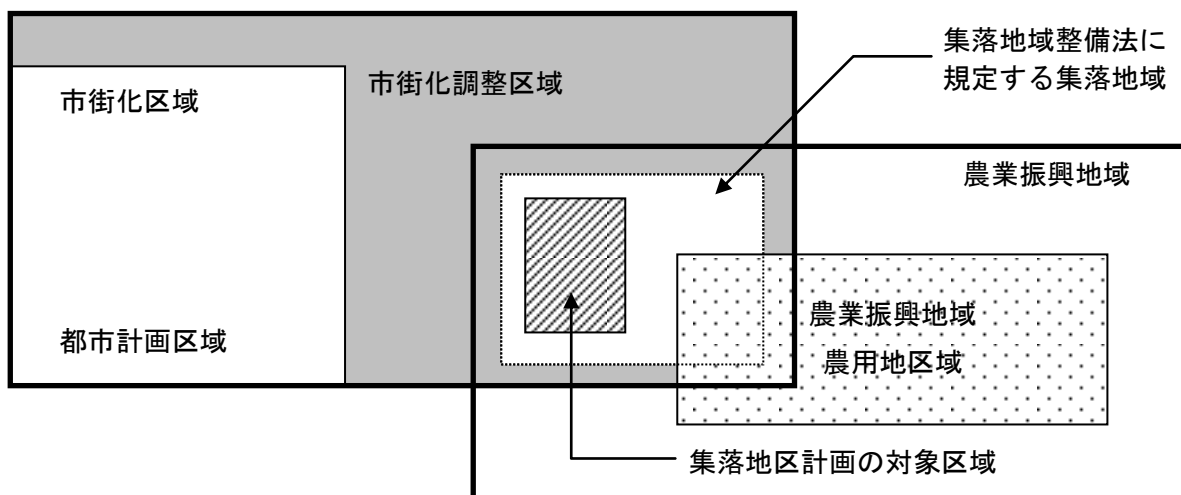 集落地域整備法に
規定する集落地域
市街化調整区域
市街化区域
農業振興地域
農業振興地域
農用地区域
都市計画区域
集落地区計画の対象区域